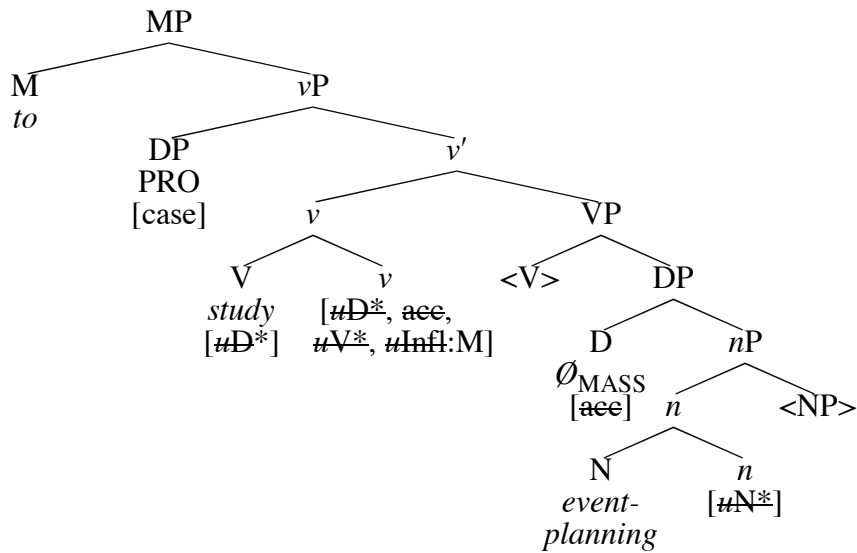 MP
M vP
to
DP v′
PRO
[case] v VP
V v <V> DP
study [uD*, acc,
[uD*] uV*, uInfl:M] D nP
ØMASS
[acc] n <NP>
N n
event- [uN*]
planning